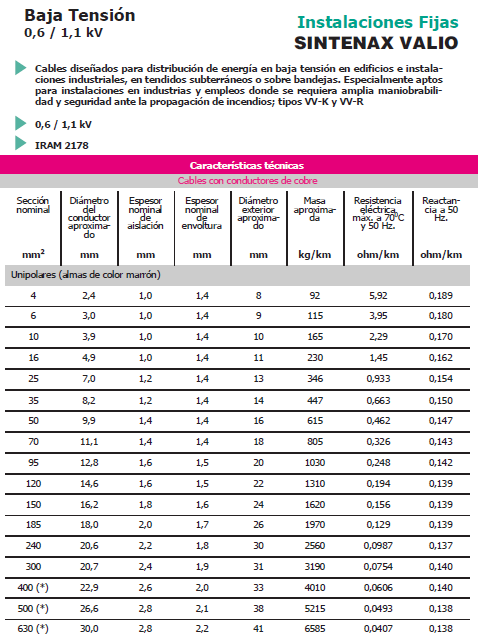 Baja Tensión
0,6 / 1,1 kV
Instalaciones Fijas
SINTENAX VALIO
Cables diseñados para distribución de energía en baja tensión en edificios e instala-
ciones industriales, en tendidos subterráneos o sobre bandejas. Especialmente aptos
para instalaciones en industrias y empleos donde se requiera amplia maniobrabili-
dad y seguridad ante la propagación de incendios; tipos VV-K y VV-R
0,6 / 1,1 kV
IRAM 2178
Características técnicas
Cables con conductores de cobre
Sección nominal mm² | Diámetro del conductor aproxima-do mm | Espesor nominal de aislación mm | Espesor nominal de envoltura mm | Diámetro exterior aproxima-do mm | Masa aproxima-da kg/km | Resistencia eléctrica máx. a 70ºC y 50 Hz. ohm/km | Reactan-cia a 50 Hz. ohm/km
Unipolares (almas de color marrón)
4 2,4 1,0 1,4 8 92 5,92 0,189
6 3,0 1,0 1,4 9 115 3,95 0,180
10 3,9 1,0 1,4 10 165 2,29 0,170
16 4,9 1,0 1,4 11 230 1,45 0,162
25 7,0 1,2 1,4 13 346 0,933 0,154
35 8,2 1,2 1,4 14 447 0,663 0,150
50 9,9 1,4 1,4 16 615 0,462 0,147
70 11,1 1,4 1,4 18 805 0,326 0,143
95 12,8 1,6 1,5 20 1030 0,248 0,142
120 14,6 1,6 1,5 22 1310 0,194 0,139
150 16,2 1,8 1,6 24 1620 0,156 0,139
185 18,0 2,0 1,7 26 1970 0,129 0,139
240 20,6 2,2 1,8 30 2560 0,0987 0,137
300 20,7 2,4 1,9 31 3190 0,0754 0,140
400 (*) 22,9 2,6 2,0 33 4010 0,0606 0,140
500 (*) 26,6 2,8 2,1 38 5215 0,0493 0,138
630 (*) 30,0 2,8 2,2 41 6585 0,0407 0,138